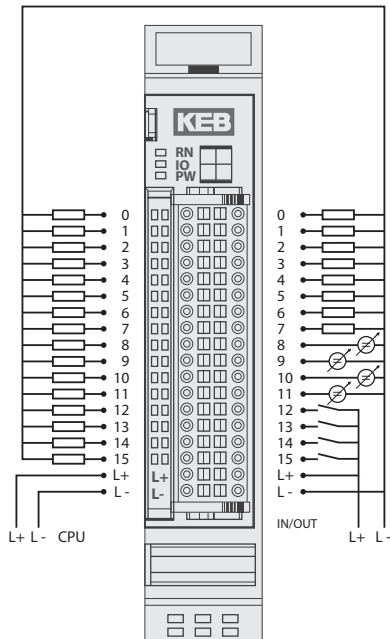 KEB
RN
IO
PW
0 0
1 1
2 2
3 3
4 4
5 5
6 6
7 7
8 8
9 9
10 10
11 11
12 12
13 13
14 14
15 15
L+ L+ L+
L - L- L -
IN/OUT
L+ L - CPU L+ L -